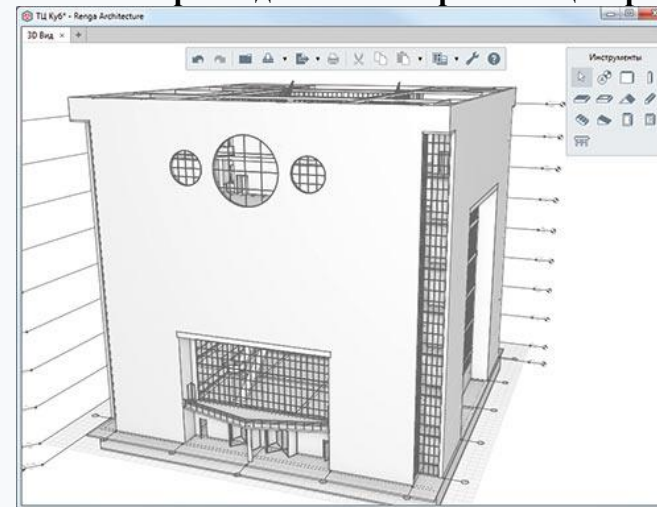 ТЦ Куб* - Renga Architecture
3D Вид
Инструменты